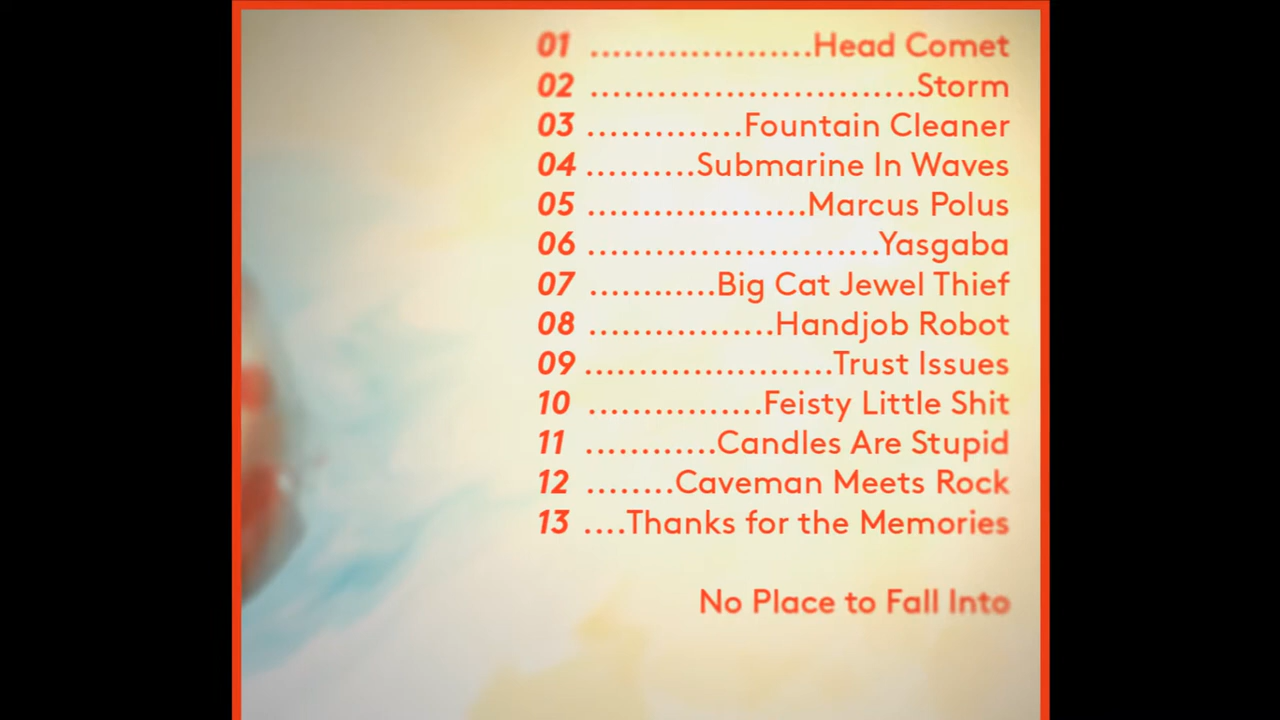 01 ....................Head Comet
02 .............................Storm
03 ..............Fountain Cleaner
04 ..........Submarine In Waves
05 ....................Marcus Polus
06 ..........................Yasgaba
07 ............Big Cat Jewel Thief
08 .................Handjob Robot
09 ......................Trust Issues
10 ................Feisty Little Shit
11 ............Candles Are Stupid
12 ........Caveman Meets Rock
13 ....Thanks for the Memories
No Place to Fall Into